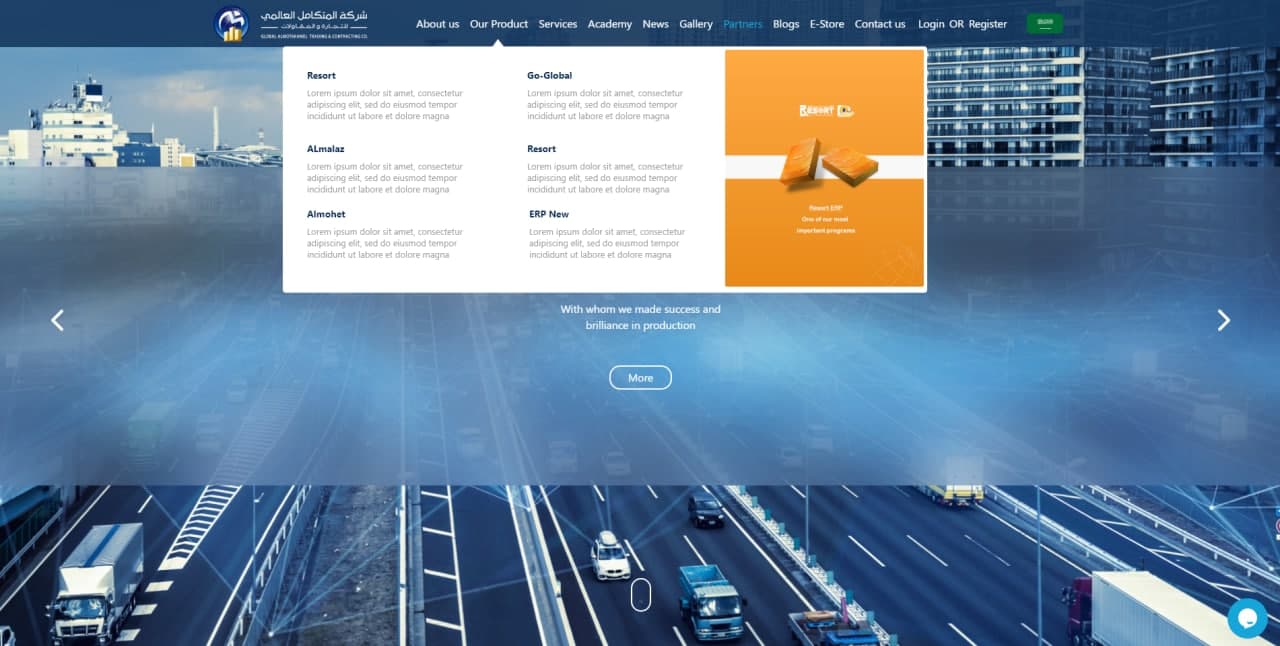 شركة المتكامل العالمي
للتجارة و المقاولات
GLOBAL ALMOTHKAMEL TRADING & CONTRACTING CO.
About us Our Product Services Academy News Gallery Partners Blogs E-Store Contact us Login OR Register
Resort
Lorem ipsum dolor sit amet, consectetur
adipiscing elit, sed do eiusmod tempor
incididunt ut labore et dolore magna
Go-Global
Lorem ipsum dolor sit amet, consectetur
adipiscing elit, sed do eiusmod tempor
incididunt ut labore et dolore magna
ALmalaz
Lorem ipsum dolor sit amet, consectetur
adipiscing elit, sed do eiusmod tempor
incididunt ut labore et dolore magna
Resort
Lorem ipsum dolor sit amet, consectetur
adipiscing elit, sed do eiusmod tempor
incididunt ut labore et dolore magna
Almohet
Lorem ipsum dolor sit amet, consectetur
adipiscing elit, sed do eiusmod tempor
incididunt ut labore et dolore magna
ERP New
Lorem ipsum dolor sit amet, consectetur
adipiscing elit, sed do eiusmod tempor
incididunt ut labore et dolore magna
RESORT
Resort ERP
One of our most
important programs
With whom we made success and
brilliance in production
More